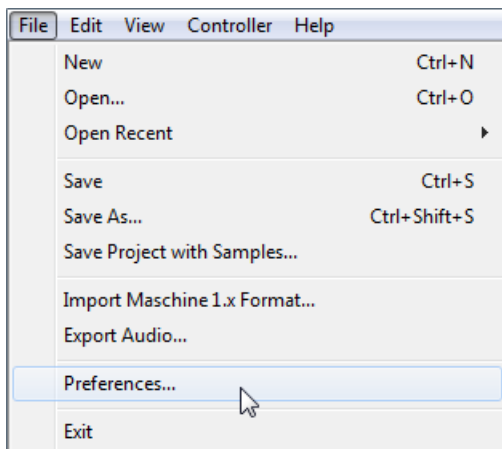 File Edit View Controller Help
New Ctrl+N
Open... Ctrl+O
Open Recent
Save Ctrl+S
Save As... Ctrl+Shift+S
Save Project with Samples...
Import Maschine 1.x Format...
Export Audio...
Preferences...
Exit